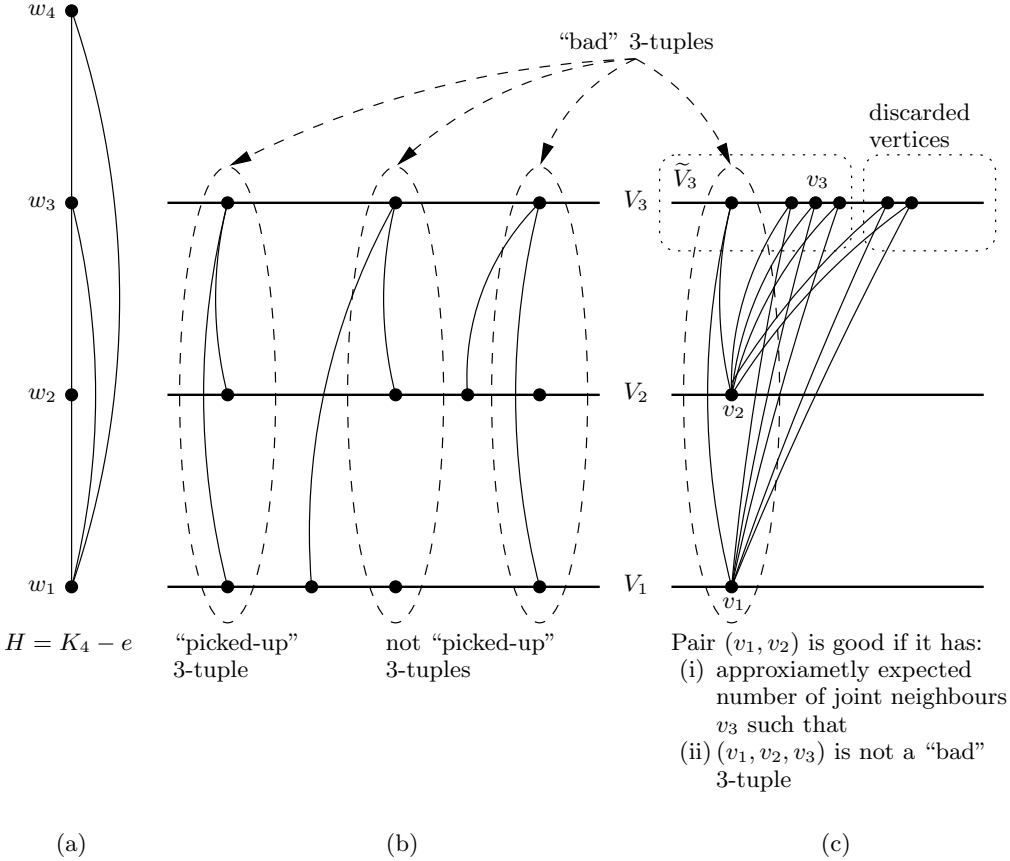 w₄
w₃
w₂
w₁
H = K₄ − e
“bad” 3-tuples
“picked-up”
3-tuple
not “picked-up”
3-tuples
discarded
vertices
Ṽ₃
v₃
V₃
V₂
v₂
V₁
v₁
Pair (v₁, v₂) is good if it has:
(i) approxiametly expected
number of joint neighbours
v₃ such that
(ii) (v₁, v₂, v₃) is not a “bad”
3-tuple
(a)
(b)
(c)